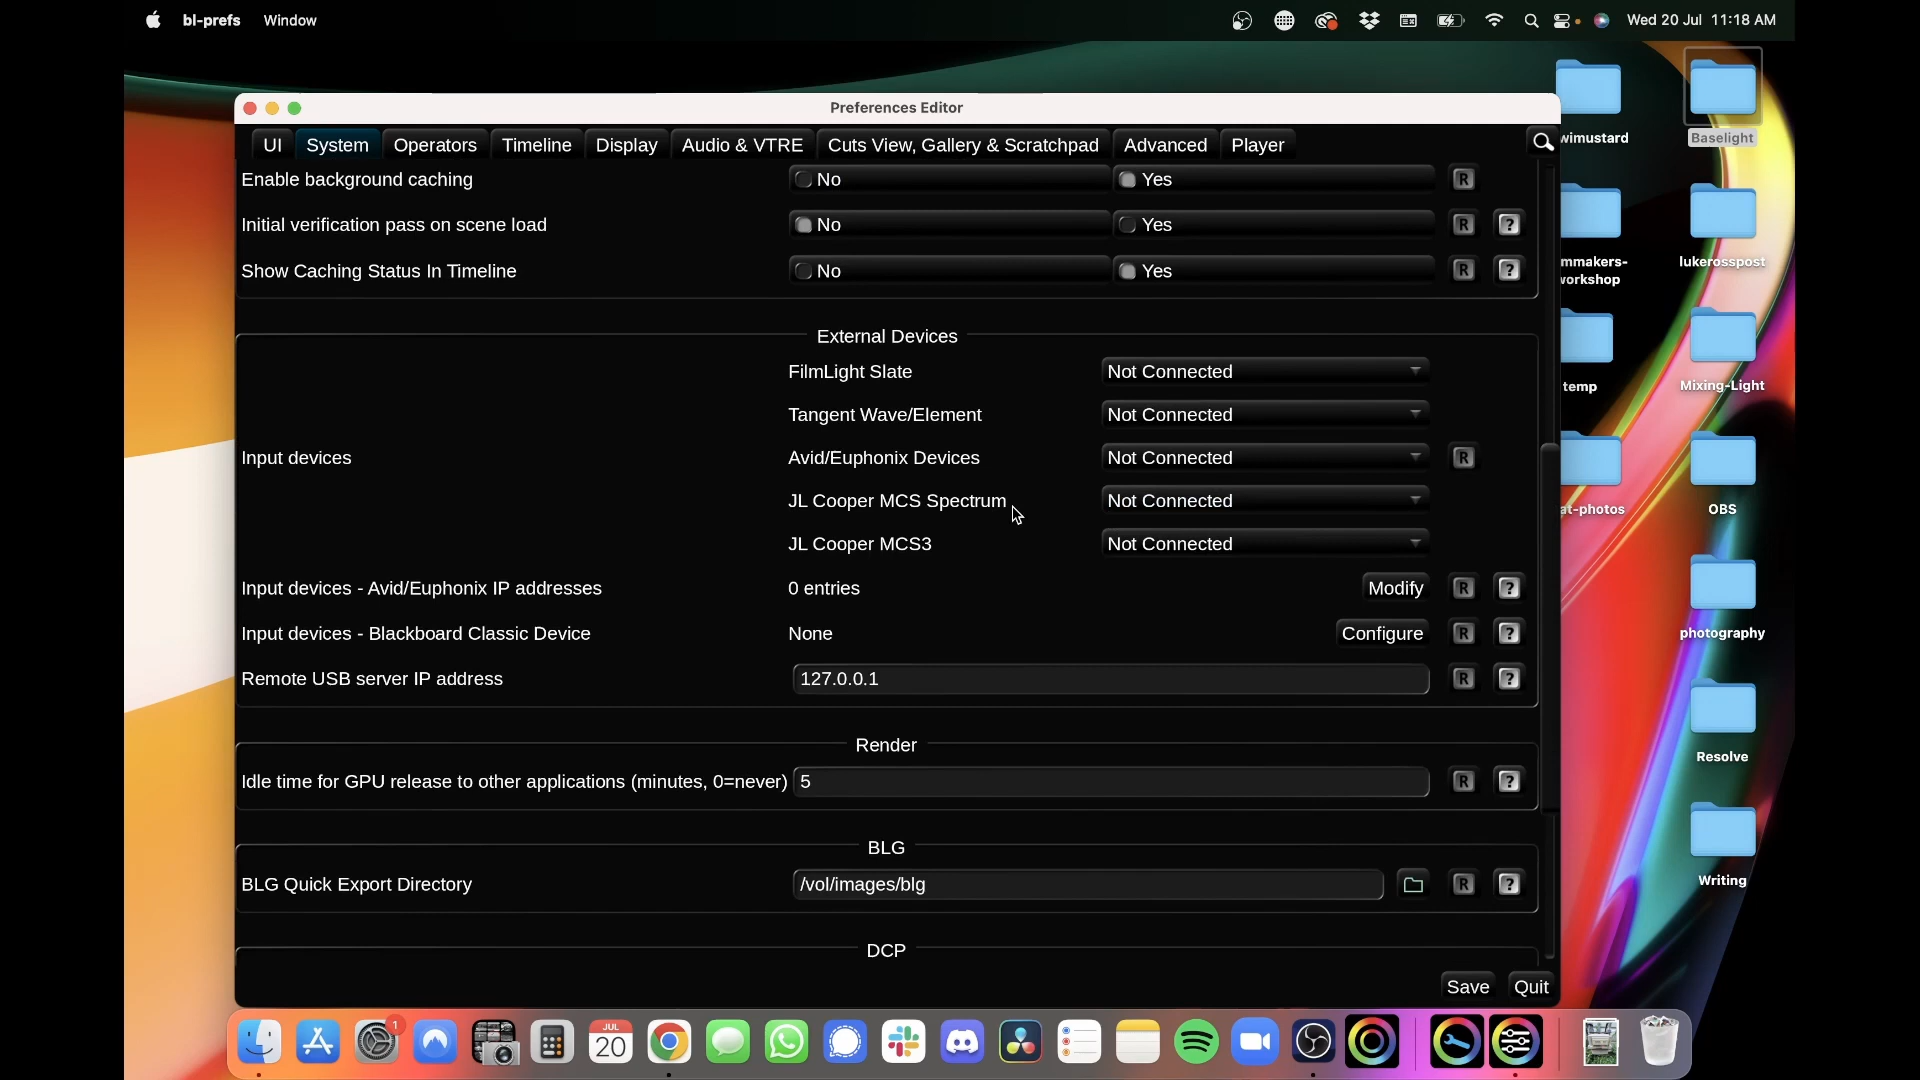 bl-prefs Window Wed 20 Jul 11:18 AM
Preferences Editor
UI System Operators Timeline Display Audio & VTRE Cuts View, Gallery & Scratchpad Advanced Player
Enable background caching No Yes R
Initial verification pass on scene load No Yes R ?
Show Caching Status In Timeline No Yes R ?
External Devices
FilmLight Slate Not Connected
Tangent Wave/Element Not Connected
Input devices Avid/Euphonix Devices Not Connected R
JL Cooper MCS Spectrum Not Connected
JL Cooper MCS3 Not Connected
Input devices - Avid/Euphonix IP addresses 0 entries Modify R ?
Input devices - Blackboard Classic Device None Configure R ?
Remote USB server IP address 127.0.0.1 R ?
Render
Idle time for GPU release to other applications (minutes, 0=never) 5 R ?
BLG
BLG Quick Export Directory /vol/images/blg R ?
DCP
Save Quit
wimustard Baselight
mmakers-
workshop
lukerosspost
temp Mixing-Light
at-photos OBS
photography
Resolve
Writing
1
JUL
20